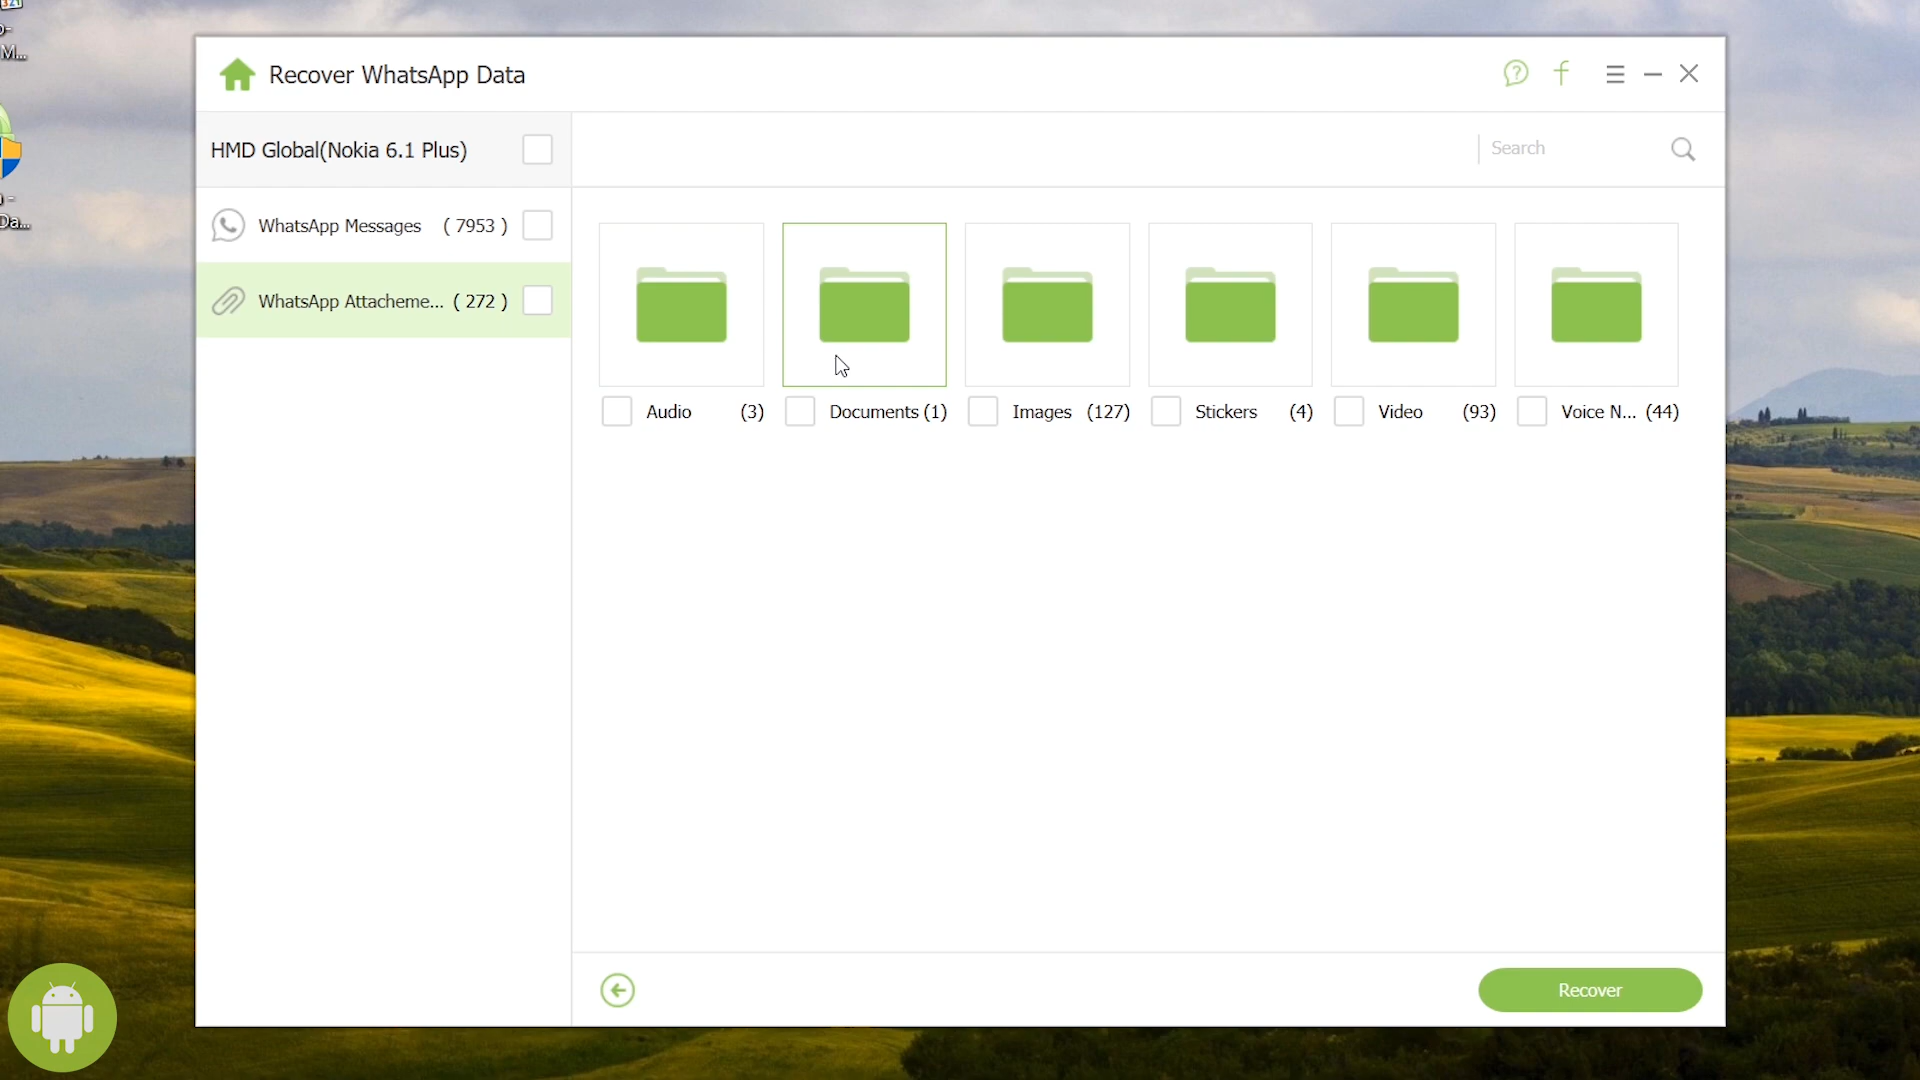 Recover WhatsApp Data
HMD Global(Nokia 6.1 Plus)
Search
WhatsApp Messages ( 7953 )
WhatsApp Attacheme... ( 272 )
Audio (3)
Documents (1)
Images (127)
Stickers (4)
Video (93)
Voice N... (44)
Recover
M...
Da...